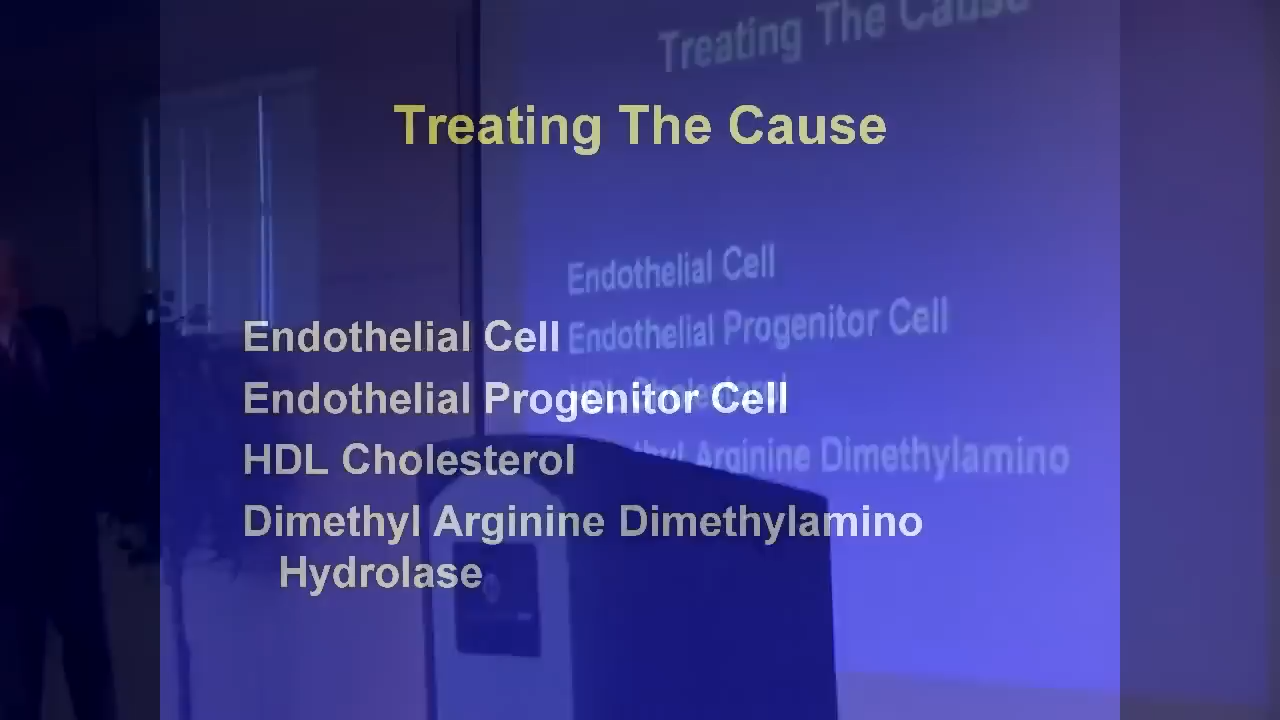 Treating The Cause
Treating The Cause
Endothelial Cell
Endothelial Progenitor Cell
HDL Cholesterol
Dimethyl Arginine Dimethylamino
Hydrolase
Endothelial Cell
Endothelial Progenitor Cell
Arginine Dimethylamino